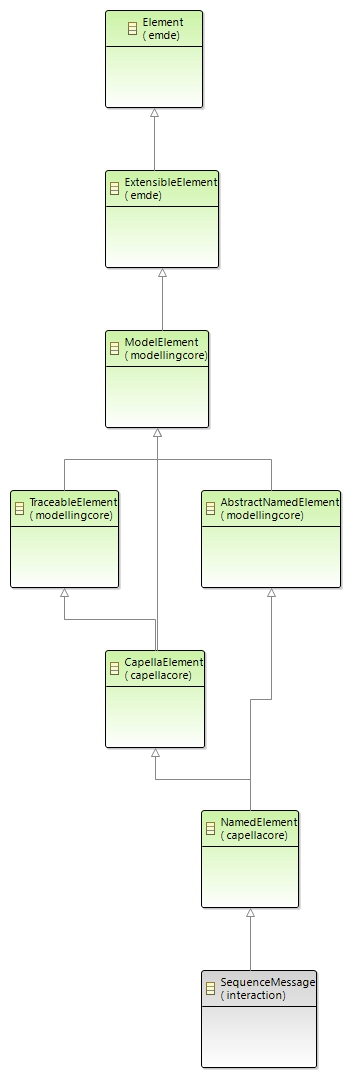 Element
( emde)
ExtensibleElement
( emde)
ModelElement
( modellingcore)
TraceableElement
( modellingcore)
AbstractNamedElement
( modellingcore)
CapellaElement
( capellacore)
NamedElement
( capellacore)
SequenceMessage
( interaction)